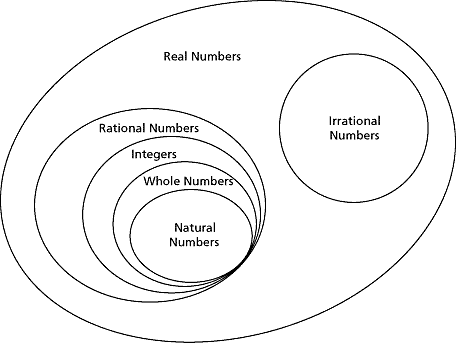 Real Numbers
Irrational
Numbers
Rational Numbers
Integers
Whole Numbers
Natural
Numbers